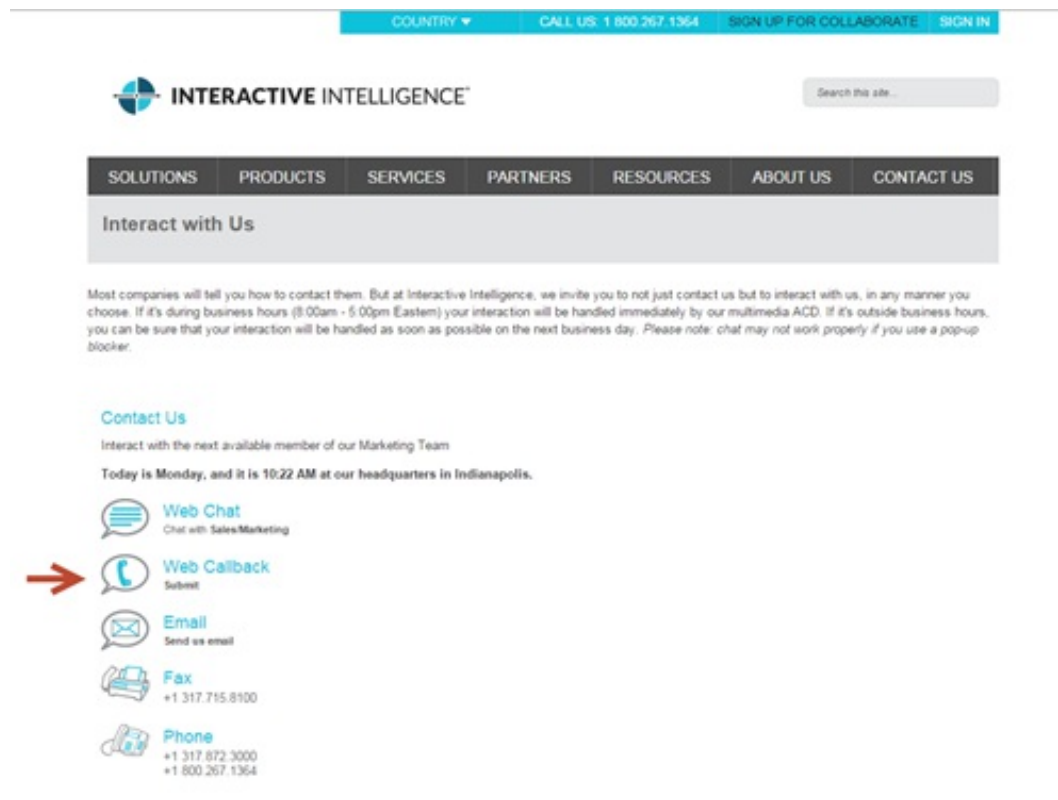 COUNTRY CALL US: 1 800.267.1364 SIGN UP FOR COLLABORATE SIGN IN
INTERACTIVE INTELLIGENCE
Search this site...
SOLUTIONS PRODUCTS SERVICES PARTNERS RESOURCES ABOUT US CONTACT US
Interact with Us
Most companies will tell you how to contact them. But at Interactive Intelligence, we invite you to not just contact us but to interact with us, in any manner you
choose. If it's during business hours (8:00am - 5:00pm Eastern) your interaction will be handled immediately by our multimedia ACD. If it's outside business hours,
you can be sure that your interaction will be handled as soon as possible on the next business day. Please note: chat may not work properly if you use a pop-up
blocker.
Contact Us
Interact with the next available member of our Marketing Team
Today is Monday, and it is 10:22 AM at our headquarters in Indianapolis.
Web Chat
Chat with Sales/Marketing
Web Callback
Submit
Email
Send us email
Fax
+1 317.715.8100
Phone
+1 317.872.3000
+1 800.267.1364